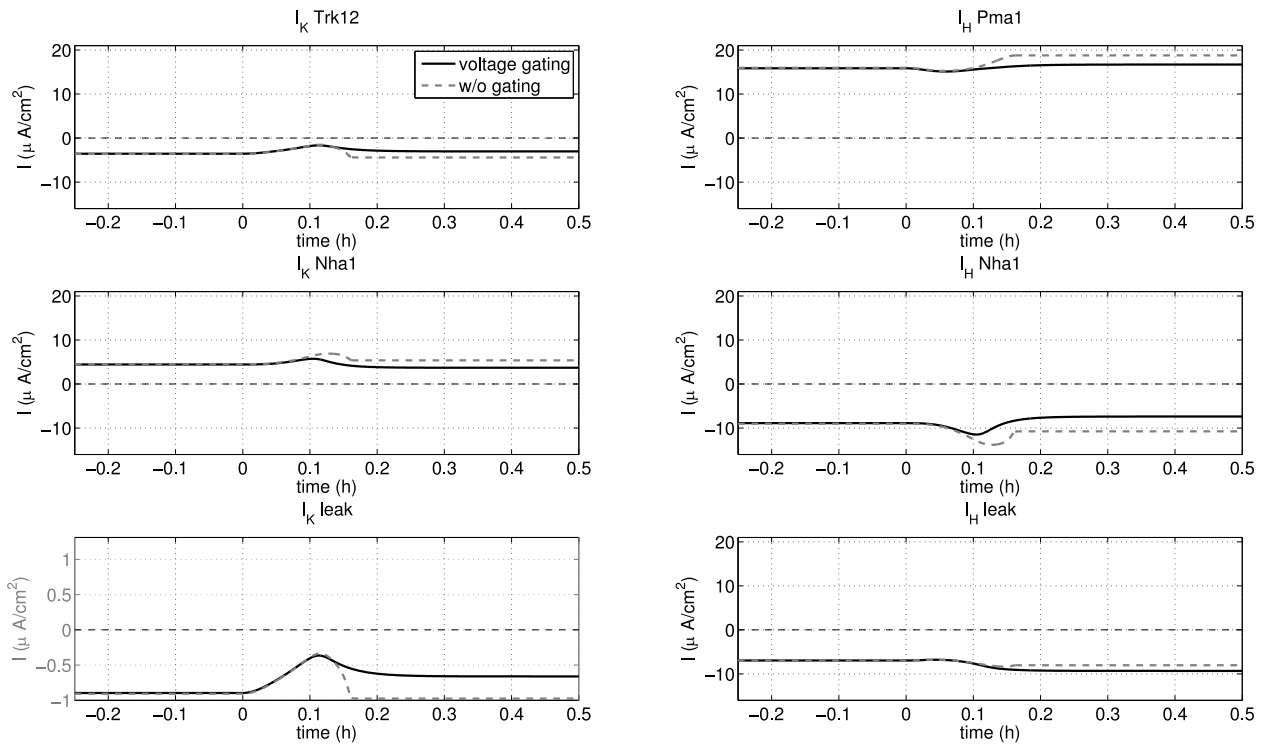 I_K Trk12
20
10
0
−10
I (μ A/cm²)
voltage gating
w/o gating
−0.2 −0.1 0 0.1 0.2 0.3 0.4 0.5
time (h)
I_H Pma1
20
10
0
−10
I (μ A/cm²)
−0.2 −0.1 0 0.1 0.2 0.3 0.4 0.5
time (h)
I_K Nha1
20
10
0
−10
I (μ A/cm²)
−0.2 −0.1 0 0.1 0.2 0.3 0.4 0.5
time (h)
I_H Nha1
20
10
0
−10
I (μ A/cm²)
−0.2 −0.1 0 0.1 0.2 0.3 0.4 0.5
time (h)
I_K leak
1
0.5
0
−0.5
−1
I (μ A/cm²)
−0.2 −0.1 0 0.1 0.2 0.3 0.4 0.5
time (h)
I_H leak
20
10
0
−10
I (μ A/cm²)
−0.2 −0.1 0 0.1 0.2 0.3 0.4 0.5
time (h)